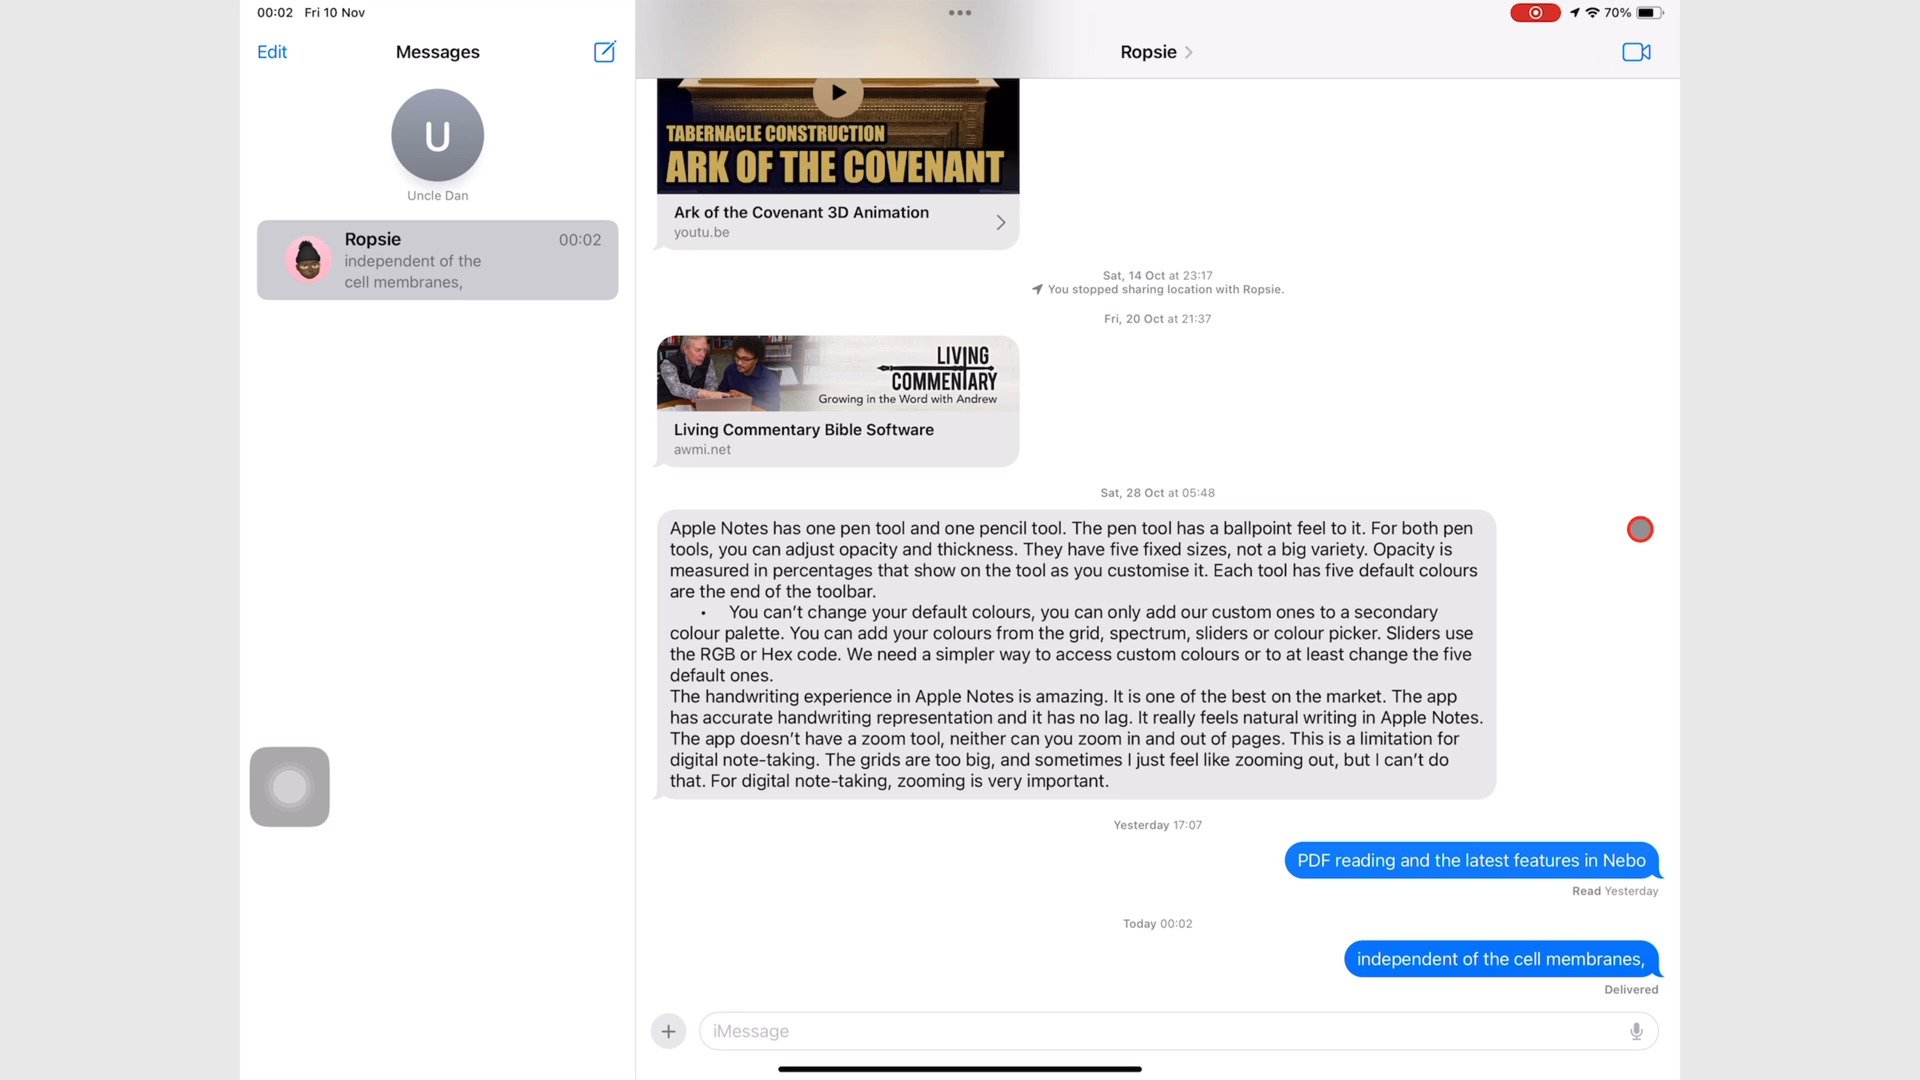 00:02 Fri 10 Nov
70%
Edit
Messages
U
Uncle Dan
Ropsie
00:02
independent of the
cell membranes,
Ropsie
TABERNACLE CONSTRUCTION
ARK OF THE COVENANT
Ark of the Covenant 3D Animation
youtu.be
Sat, 14 Oct at 23:17
You stopped sharing location with Ropsie.
Fri, 20 Oct at 21:37
LIVING
COMMENTARY
Growing in the Word with Andrew
Living Commentary Bible Software
awmi.net
Sat, 28 Oct at 05:48
Apple Notes has one pen tool and one pencil tool. The pen tool has a ballpoint feel to it. For both pen
tools, you can adjust opacity and thickness. They have five fixed sizes, not a big variety. Opacity is
measured in percentages that show on the tool as you customise it. Each tool has five default colours
are the end of the toolbar.
• You can't change your default colours, you can only add our custom ones to a secondary
colour palette. You can add your colours from the grid, spectrum, sliders or colour picker. Sliders use
the RGB or Hex code. We need a simpler way to access custom colours or to at least change the five
default ones.
The handwriting experience in Apple Notes is amazing. It is one of the best on the market. The app
has accurate handwriting representation and it has no lag. It really feels natural writing in Apple Notes.
The app doesn't have a zoom tool, neither can you zoom in and out of pages. This is a limitation for
digital note-taking. The grids are too big, and sometimes I just feel like zooming out, but I can't do
that. For digital note-taking, zooming is very important.
Yesterday 17:07
PDF reading and the latest features in Nebo
Read Yesterday
Today 00:02
independent of the cell membranes,
Delivered
iMessage